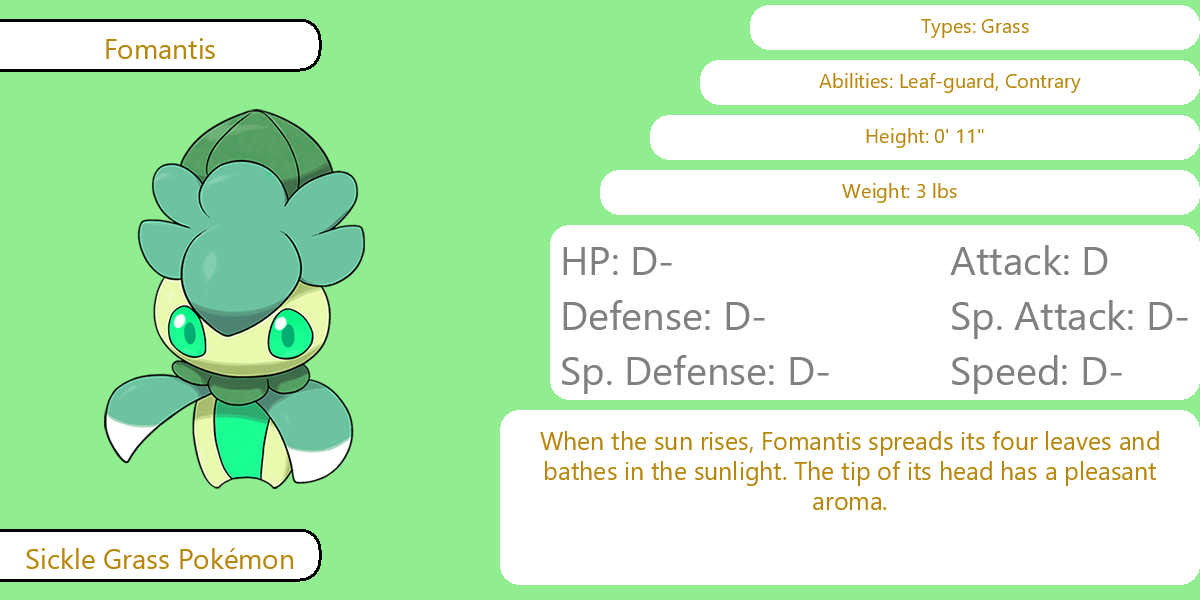 Fomantis
Types: Grass
Abilities: Leaf-guard, Contrary
Height: 0' 11"
Weight: 3 lbs
HP: D-
Attack: D
Defense: D-
Sp. Attack: D-
Sp. Defense: D-
Speed: D-
When the sun rises, Fomantis spreads its four leaves and
bathes in the sunlight. The tip of its head has a pleasant
aroma.
Sickle Grass Pokémon